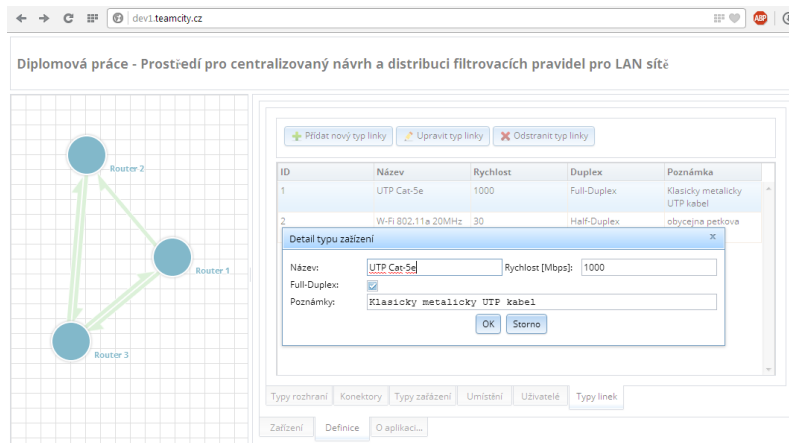 dev1.teamcity.cz
ABP
Diplomová práce - Prostředí pro centralizovaný návrh a distribuci filtrovacích pravidel pro LAN sítě
Router 2
Router 1
Router 3
Přidat nový typ linky Upravit typ linky Odstranit typ linky
ID Název Rychlost Duplex Poznámka
1 UTP Cat-5e 1000 Full-Duplex Klasicky metalicky
UTP kabel
2 W-Fi 802.11a 20MHz 30 Half-Duplex obycejna petkova
Detail typu zažízení x
Název: UTP Cat-5e Rychlost [Mbps]: 1000
Full-Duplex:
Poznámky: Klasicky metalicky UTP kabel
OK Storno
Typy rozhraní Konektory Typy zařázení Umístění Uživatelé Typy linek
Zařízení Definice O aplikaci...